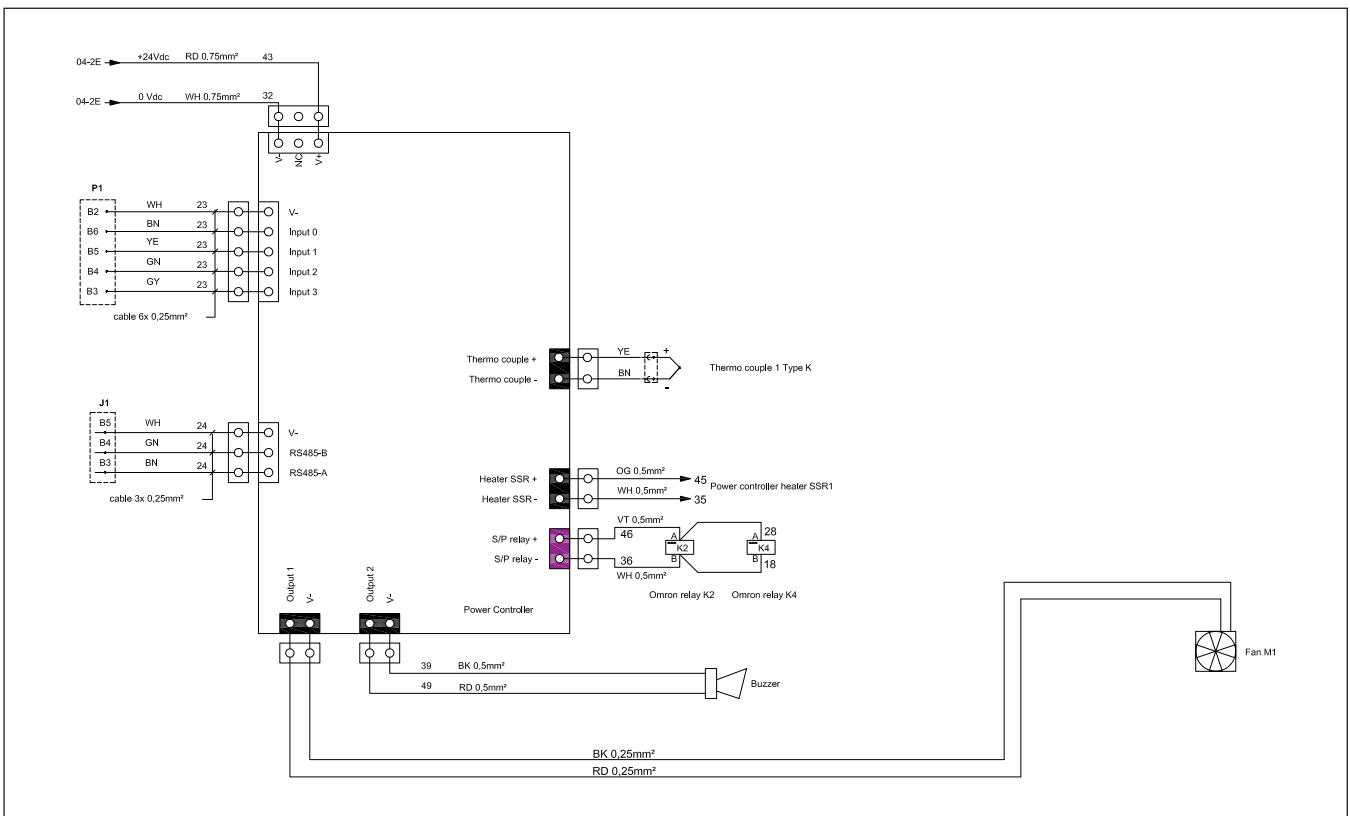 04-2E +24Vdc RD 0.75mm² 43
04-2E 0 Vdc WH 0.75mm² 32
V- NC V+
P1
B2 WH 23 V-
B6 BN 23 Input 0
B5 YE 23 Input 1
B4 GN 23 Input 2
B3 GY 23 Input 3
cable 6x 0,25mm²
Thermo couple + YE +
Thermo couple 1 Type K
Thermo couple - BN -
J1
B5 WH 24 V-
B4 GN 24 RS485-B
B3 BN 24 RS485-A
cable 3x 0,25mm²
Heater SSR + OG 0,5mm² 45
Power controller heater SSR1
Heater SSR - WH 0,5mm² 35
VT 0,5mm²
S/P relay + 46 A A 28
K2 K4
S/P relay - 36 B B 18
WH 0,5mm²
Omron relay K2 Omron relay K4
Output 1 V- Output 2 V-
Power Controller
Fan M1
39 BK 0,5mm²
Buzzer
49 RD 0,5mm²
BK 0,25mm²
RD 0,25mm²